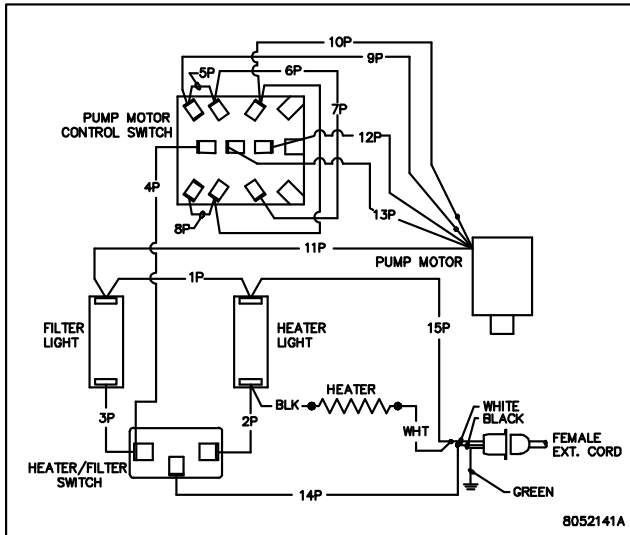 10P
9P
5P
6P
7P
PUMP MOTOR
CONTROL SWITCH
12P
4P
13P
8P
11P
PUMP MOTOR
1P
FILTER
LIGHT
HEATER
LIGHT
15P
HEATER
BLK
3P
2P
WHT
WHITE
BLACK
FEMALE
EXT. CORD
HEATER/FILTER
SWITCH
14P
GREEN
8052141A